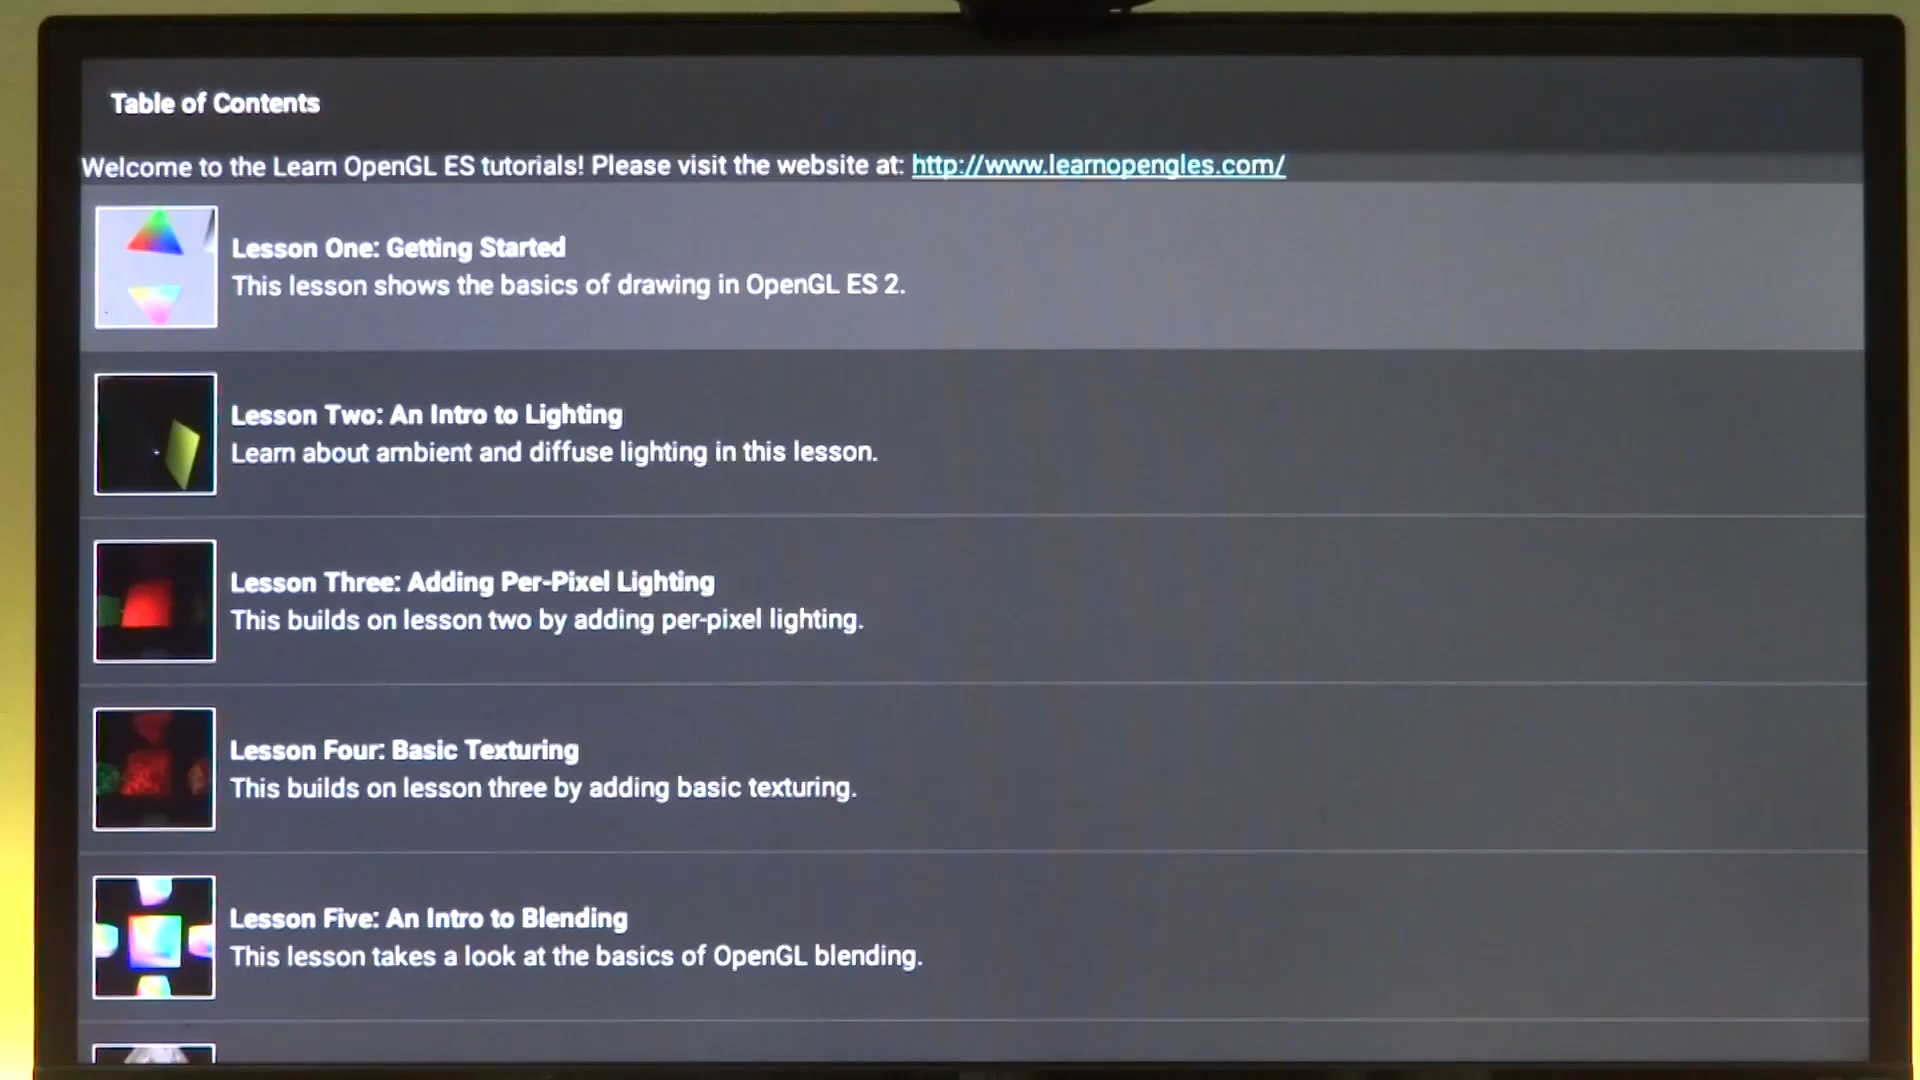 Table of Contents
Welcome to the Learn OpenGL ES tutorials! Please visit the website at: http://www.learnopengles.com/
Lesson One: Getting Started
This lesson shows the basics of drawing in OpenGL ES 2.
Lesson Two: An Intro to Lighting
Learn about ambient and diffuse lighting in this lesson.
Lesson Three: Adding Per-Pixel Lighting
This builds on lesson two by adding per-pixel lighting.
Lesson Four: Basic Texturing
This builds on lesson three by adding basic texturing.
Lesson Five: An Intro to Blending
This lesson takes a look at the basics of OpenGL blending.